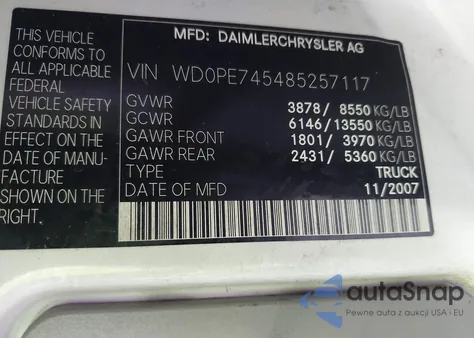 THIS VEHICLE
CONFORMS TO
ALL APPLICABLE
FEDERAL
VEHICLE SAFETY
STANDARDS
IN EFFECT ON THE
DATE OF MANU-
FACTURE
SHOWN ON THE
RIGHT.
MFD: DAIMLERCHRYSLER AG
VIN WD0PE745485257117
GVWR 3878 / 8550 KG/LB
GCWR 6146 / 13550 KG/LB
GAWR FRONT 1801 / 3970 KG/LB
GAWR REAR 2431 / 5360 KG/LB
TYPE TRUCK
DATE OF MFD 11/2007
autoSnap
Pewne auta z aukcji USA i EU